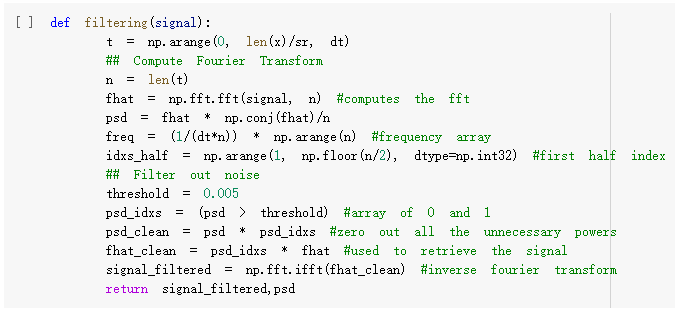 [ ] def filtering(signal):
t = np.arange(0, len(x)/sr, dt)
## Compute Fourier Transform
n = len(t)
fhat = np.fft.fft(signal, n) #computes the fft
psd = fhat * np.conj(fhat)/n
freq = (1/(dt*n)) * np.arange(n) #frequency array
idxs_half = np.arange(1, np.floor(n/2), dtype=np.int32) #first half index
## Filter out noise
threshold = 0.005
psd_idxs = (psd > threshold) #array of 0 and 1
psd_clean = psd * psd_idxs #zero out all the unnecessary powers
fhat_clean = psd_idxs * fhat #used to retrieve the signal
signal_filtered = np.fft.ifft(fhat_clean) #inverse fourier transform
return signal_filtered,psd